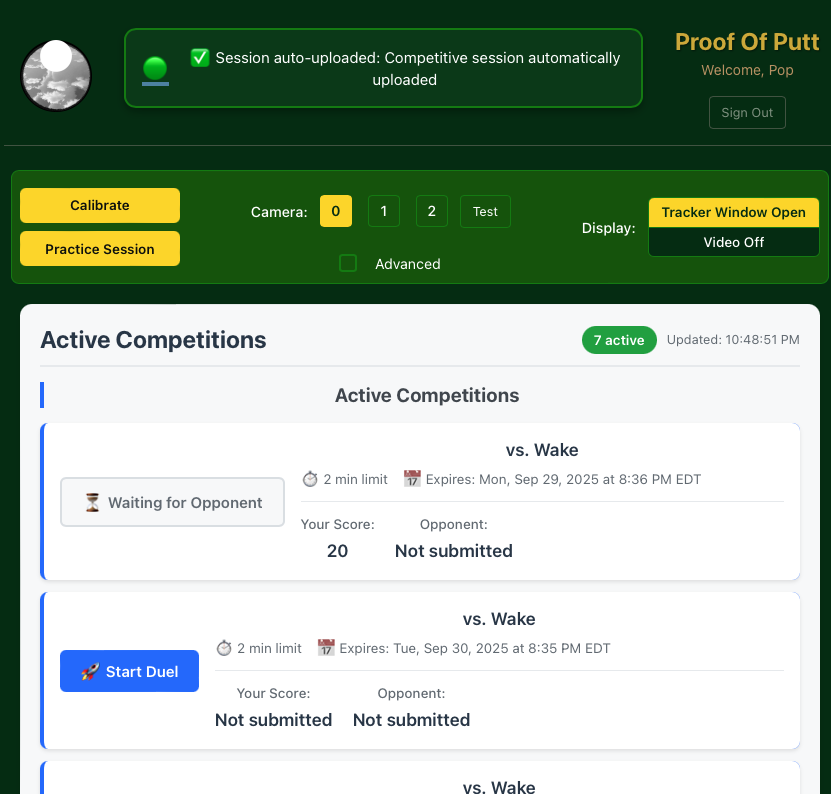 ✅ Session auto-uploaded: Competitive session automatically
uploaded
Proof Of Putt
Welcome, Pop
Sign Out
Calibrate
Practice Session
Camera:
0
1
2
Test
Advanced
Display:
Tracker Window Open
Video Off
Active Competitions
7 active
Updated: 10:48:51 PM
Active Competitions
vs. Wake
⏳ Waiting for Opponent
⏱️ 2 min limit 📅 Expires: Mon, Sep 29, 2025 at 8:36 PM EDT
Your Score: Opponent:
20 Not submitted
vs. Wake
🚀 Start Duel
⏱️ 2 min limit 📅 Expires: Tue, Sep 30, 2025 at 8:35 PM EDT
Your Score: Opponent:
Not submitted Not submitted
vs. Wake